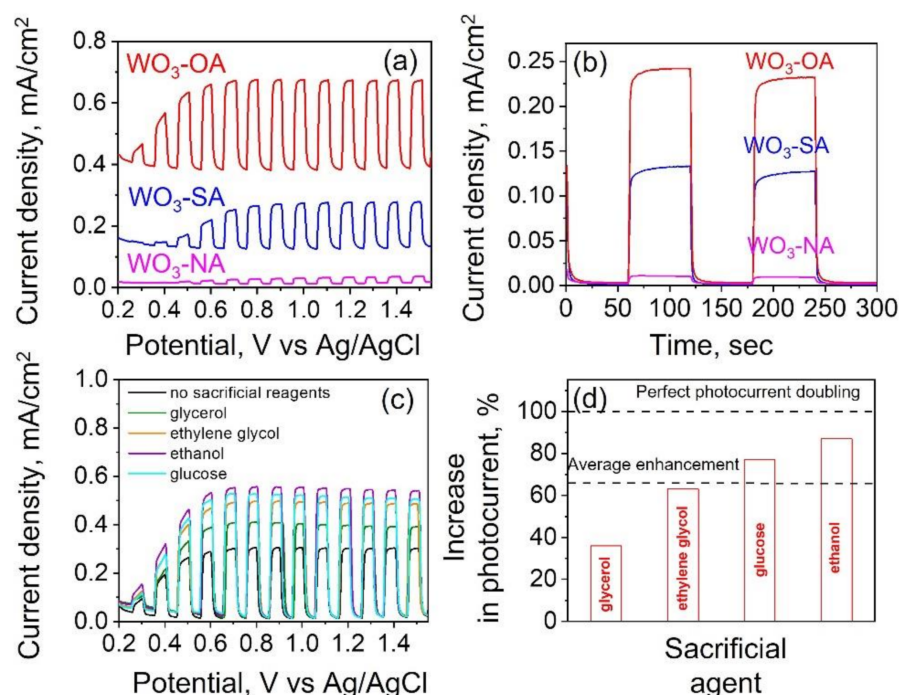 (a)
Current density, mA/cm²
0.8
0.6
0.4
0.2
0.0
WO₃-OA
WO₃-SA
WO₃-NA
0.2 0.4 0.6 0.8 1.0 1.2 1.4
Potential, V vs Ag/AgCl
(b)
Current density, mA/cm²
0.25
0.20
0.15
0.10
0.05
0.00
WO₃-OA
WO₃-SA
WO₃-NA
0 50 100 150 200 250 300
Time, sec
(c)
Current density, mA/cm²
1.0
0.8
0.6
0.4
0.2
0.0
no sacrificial reagents
glycerol
ethylene glycol
ethanol
glucose
0.2 0.4 0.6 0.8 1.0 1.2 1.4
Potential, V vs Ag/AgCl
(d)
Increase
in photocurrent, %
100
80
60
40
20
0
Perfect photocurrent doubling
Average enhancement
glycerol
ethylene glycol
glucose
ethanol
Sacrificial
agent